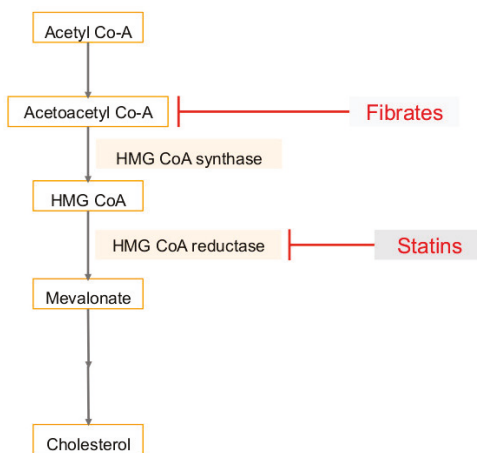 Acetyl Co-A
Acetoacetyl Co-A
Fibrates
HMG CoA synthase
HMG CoA
HMG CoA reductase
Statins
Mevalonate
Cholesterol